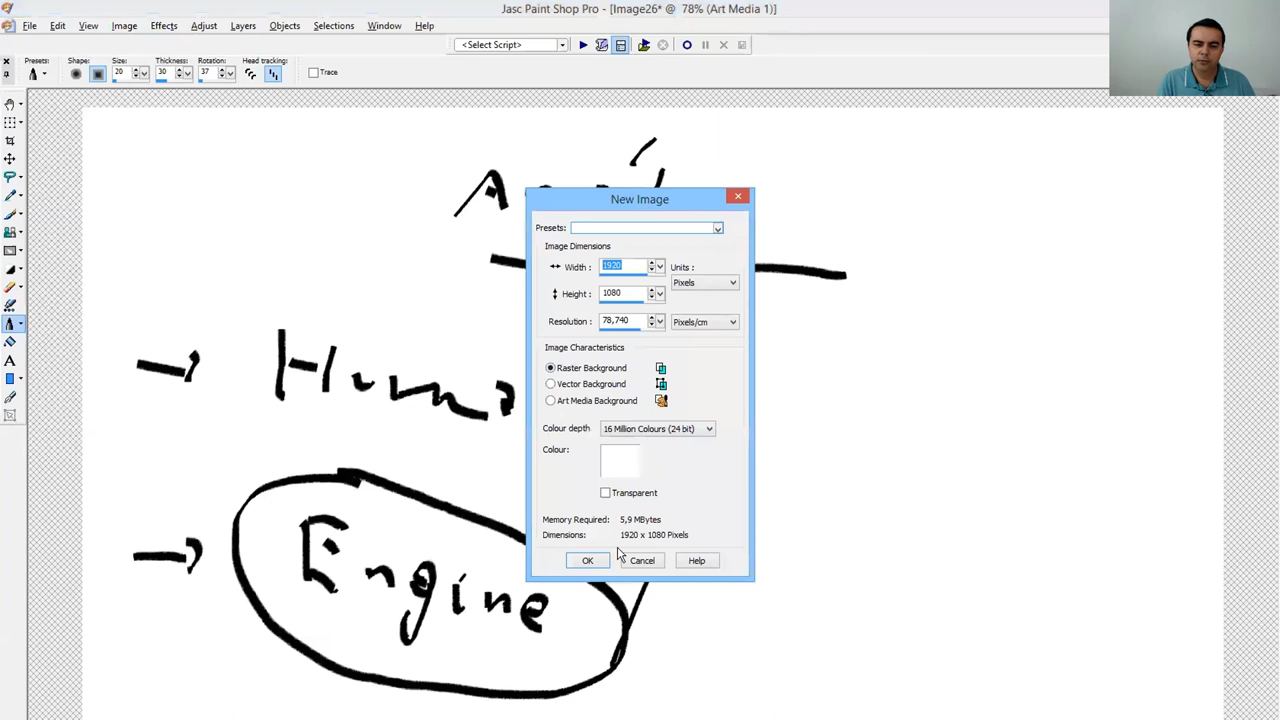 Jasc Paint Shop Pro - [Image26* @ 78% (Art Media 1)]
File Edit View Image Effects Adjust Layers Objects Selections Window Help
<Select Script>
Presets: Shape: Size: Thickness: Rotation: Head tracking:
20 30 37 Trace
New Image
Presets:
Image Dimensions
Width : 1920 Units :
Pixels
Height : 1080
Resolution : 78,740 Pixels/cm
Image Characteristics
Raster Background
Vector Background
Art Media Background
Colour depth 16 Million Colours (24 bit)
Colour:
Transparent
Memory Required: 5,9 MBytes
Dimensions: 1920 x 1080 Pixels
OK Cancel Help
Engine